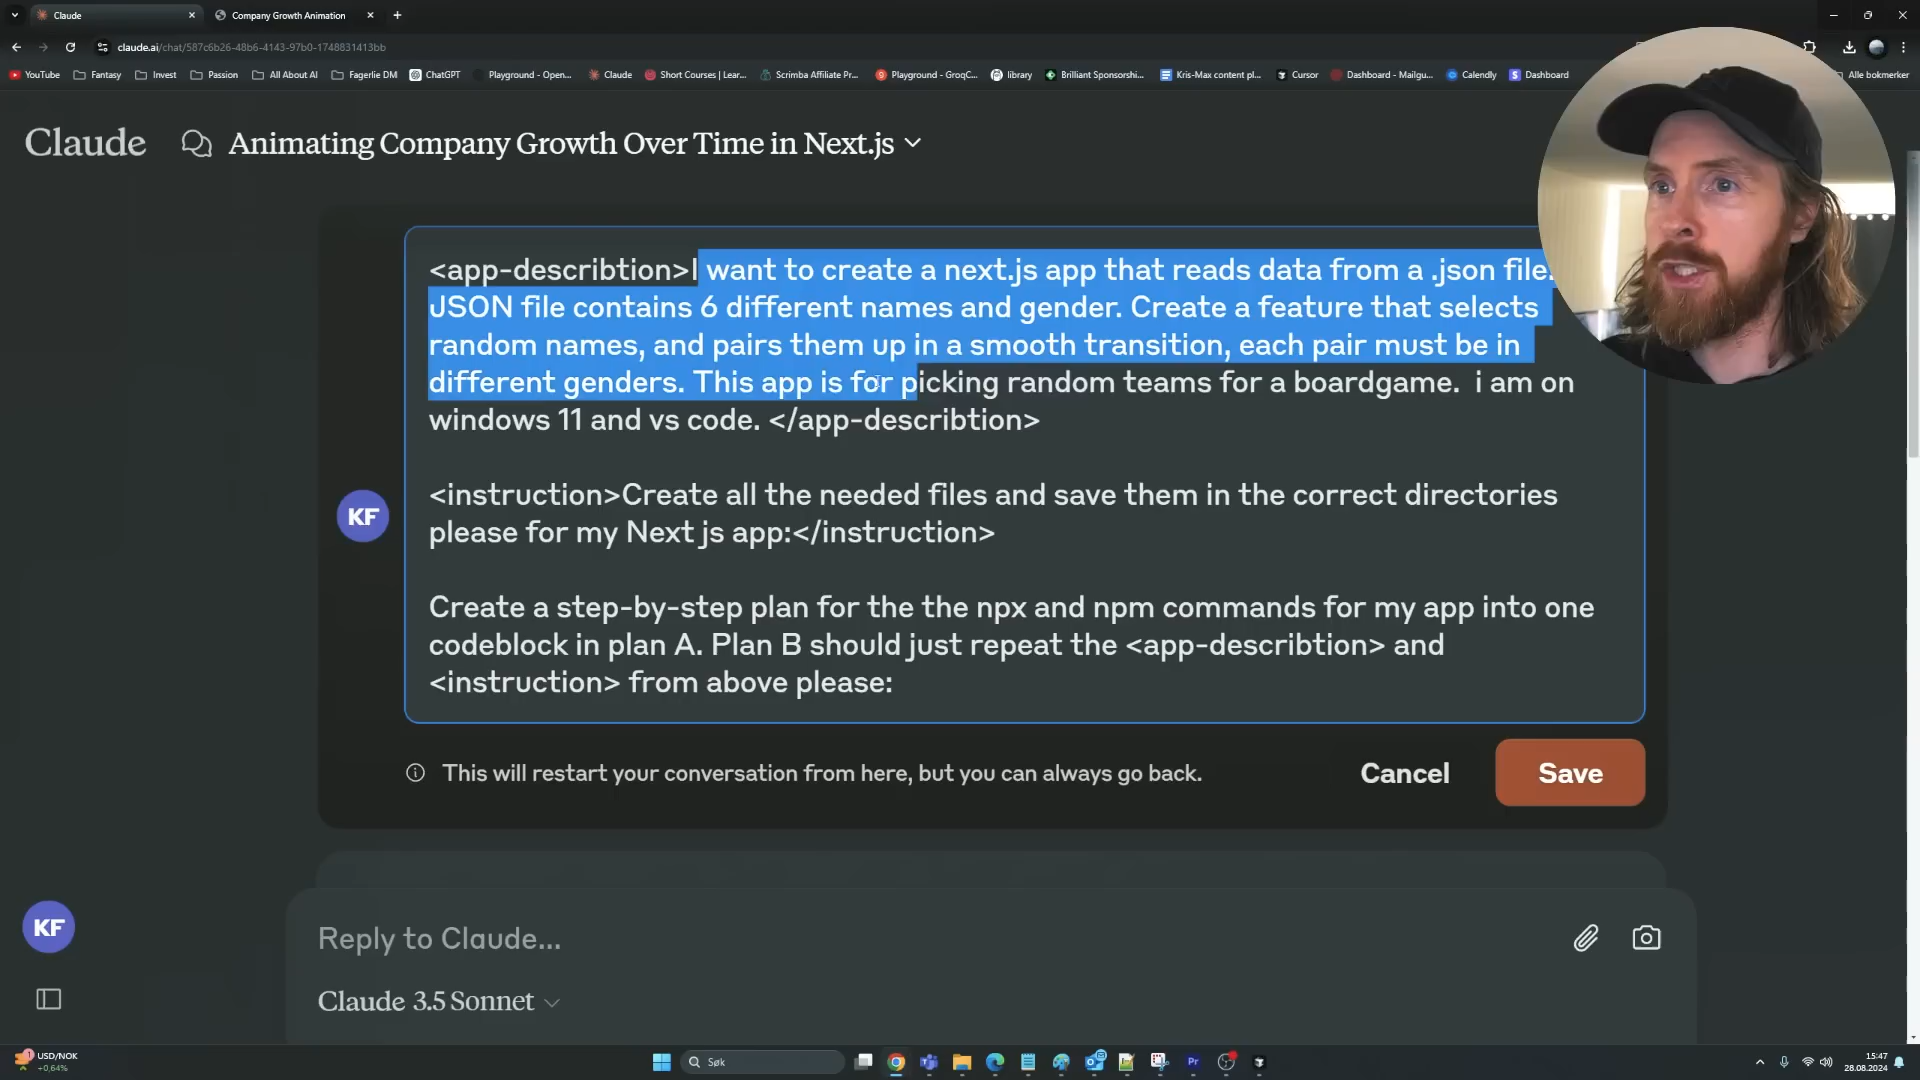 Claude
Company Growth Animation
claude.ai/chat/587c6b26-48b6-4143-97b0-1748831413bb
YouTube
Fantasy
Invest
Passion
All About AI
Fagerlie DM
ChatGPT
Playground - Open...
Claude
Short Courses | Lear...
Scrimba Affiliate Pr...
Playground - GroqC...
library
Brilliant Sponsorshi...
Kris-Max content pl...
Cursor
Dashboard - Mailgu...
Calendly
Dashboard
Alle bokmerker
Claude
Animating Company Growth Over Time in Next.js
<app-describtion>I want to create a next.js app that reads data from a .json file.
JSON file contains 6 different names and gender. Create a feature that selects
random names, and pairs them up in a smooth transition, each pair must be in
different genders. This app is for picking random teams for a boardgame.  i am on
windows 11 and vs code. </app-describtion>
<instruction>Create all the needed files and save them in the correct directories
please for my Next js app:</instruction>
Create a step-by-step plan for the the npx and npm commands for my app into one
codeblock in plan A. Plan B should just repeat the <app-describtion> and
<instruction> from above please:
KF
This will restart your conversation from here, but you can always go back.
Cancel
Save
KF
Reply to Claude...
Claude 3.5 Sonnet
1
USD/NOK
+0,64%
Søk
Pr
15:47
28.08.2024